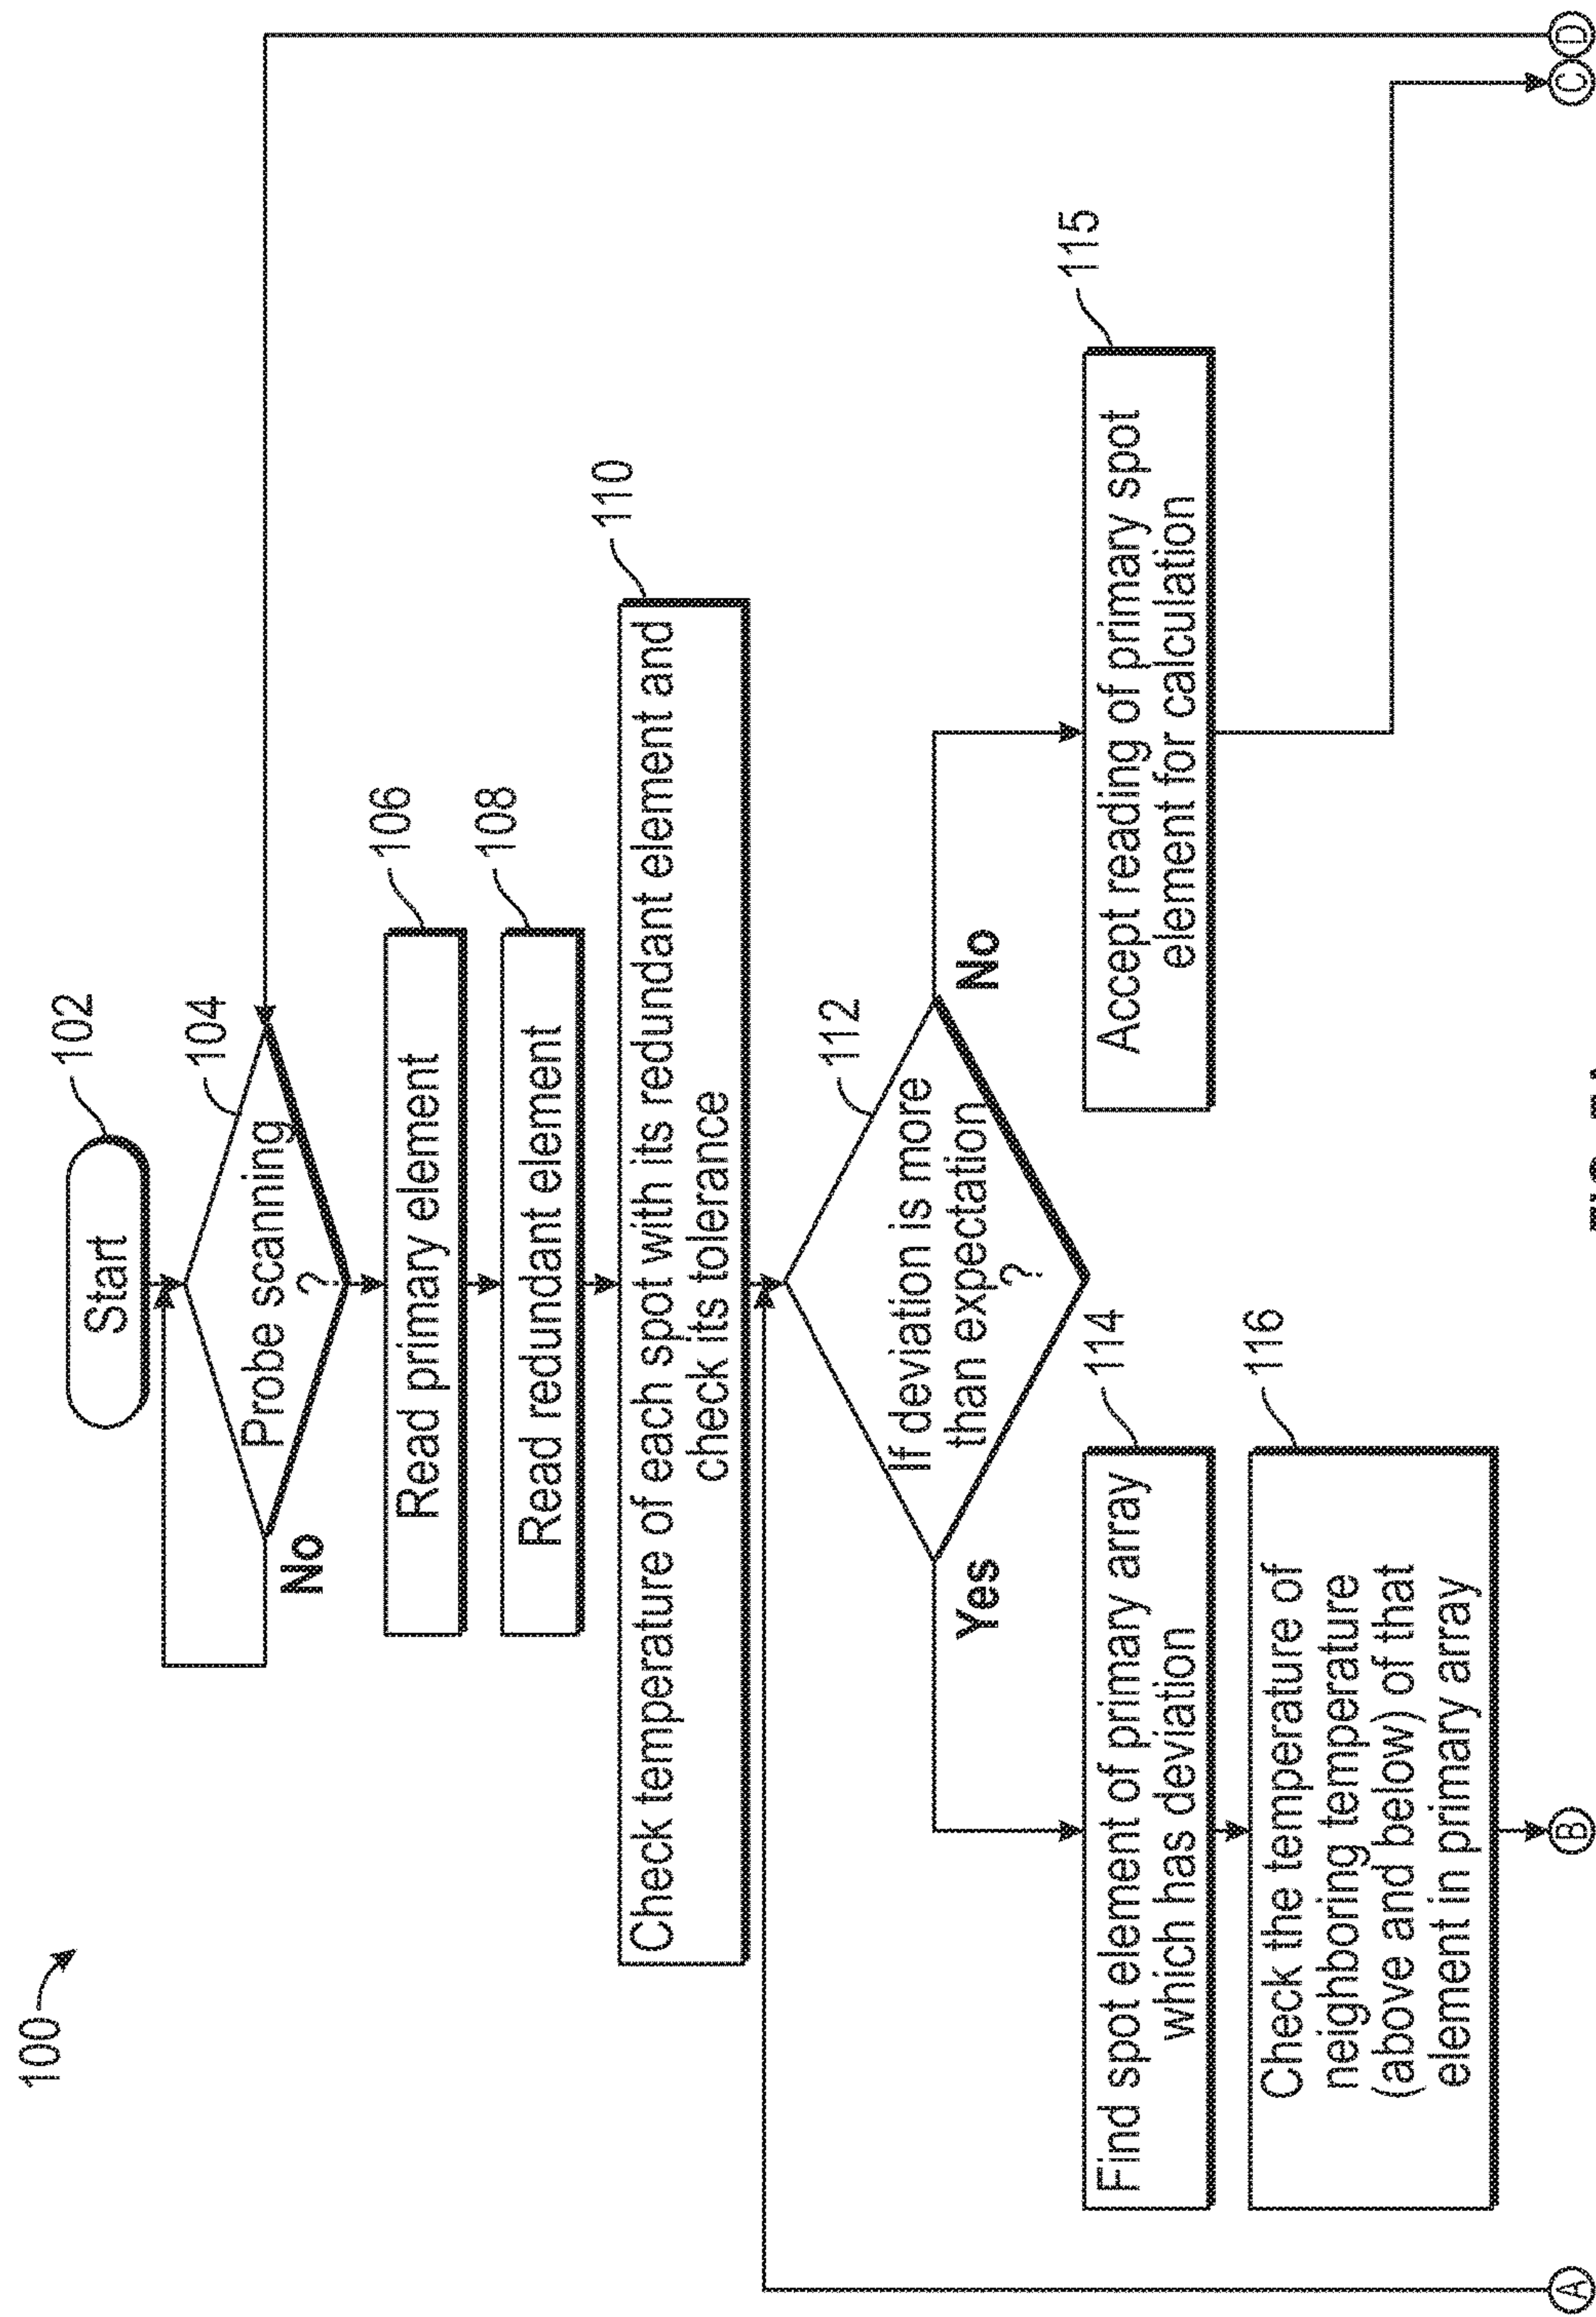 100
Start
102
Probe scanning
?
104
No
Read primary element
106
Read redundant element
108
Check temperature of each spot with its redundant element and
check its tolerance
110
If deviation is more
than expectation
?
112
Yes
No
Find spot element of primary array
which has deviation
114
Accept reading of primary spot
element for calculation
115
Check the temperature of
neighboring temperature
(above and below) of that
element in primary array
116
A
B
C
D